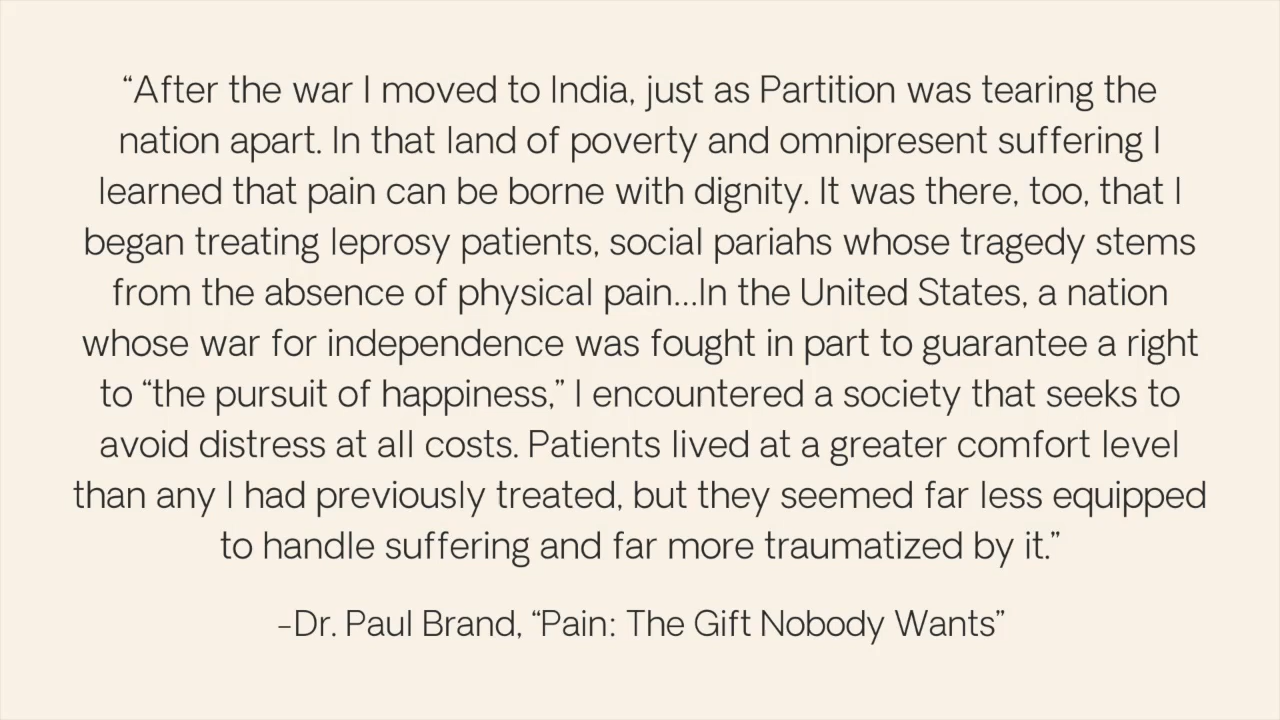 “After the war I moved to India, just as Partition was tearing the
nation apart. In that land of poverty and omnipresent suffering I
learned that pain can be borne with dignity. It was there, too, that I
began treating leprosy patients, social pariahs whose tragedy stems
from the absence of physical pain...In the United States, a nation
whose war for independence was fought in part to guarantee a right
to “the pursuit of happiness,” I encountered a society that seeks to
avoid distress at all costs. Patients lived at a greater comfort level
than any I had previously treated, but they seemed far less equipped
to handle suffering and far more traumatized by it.”
-Dr. Paul Brand, “Pain: The Gift Nobody Wants”